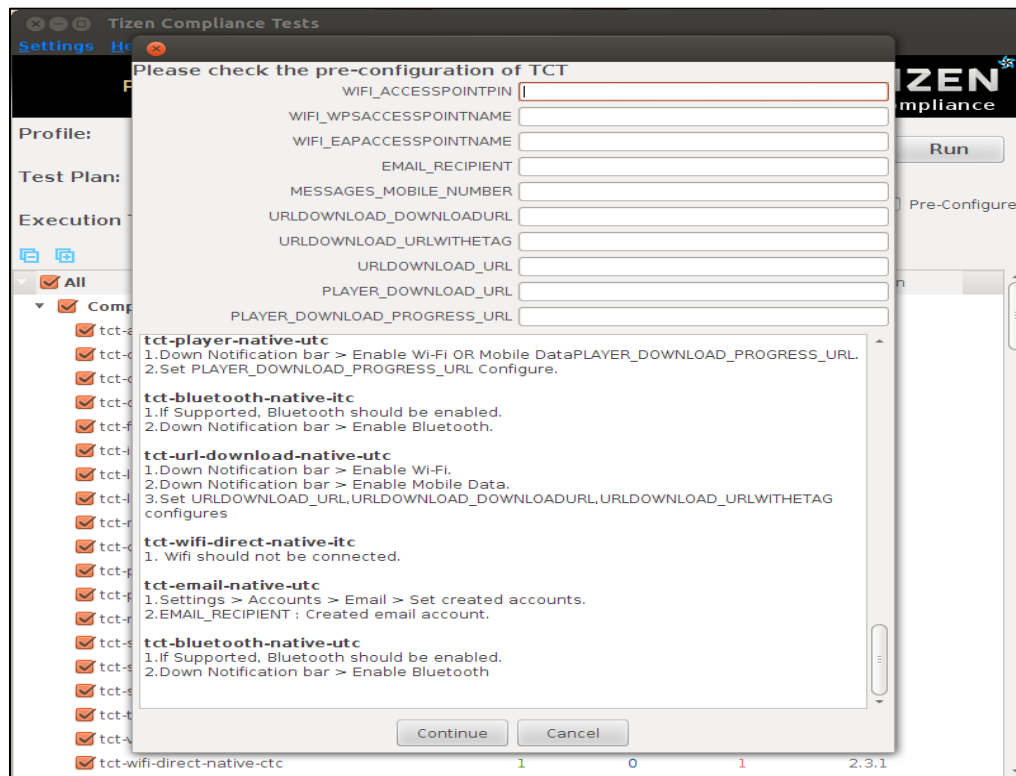 Tizen Compliance Tests
Settings He
Please check the pre-configuration of TCT
IZEN
mpliance
WIFI_ACCESSPOINTPIN
WIFI_WPSACCESSPOINTNAME
WIFI_EAPACCESSPOINTNAME
EMAIL_RECIPIENT
MESSAGES_MOBILE_NUMBER
URLDOWNLOAD_DOWNLOADURL
URLDOWNLOAD_URLWITHETAG
URLDOWNLOAD_URL
PLAYER_DOWNLOAD_URL
PLAYER_DOWNLOAD_PROGRESS_URL
Profile:
Run
Test Plan:
Pre-Configure
Execution T
All
n
Comp
tct-player-native-utc
1.Down Notification bar > Enable Wi-Fi OR Mobile DataPLAYER_DOWNLOAD_PROGRESS_URL.
2.Set PLAYER_DOWNLOAD_PROGRESS_URL Configure.
tct-bluetooth-native-itc
1.If Supported, Bluetooth should be enabled.
2.Down Notification bar > Enable Bluetooth.
tct-url-download-native-utc
1.Down Notification bar > Enable Wi-Fi.
2.Down Notification bar > Enable Mobile Data.
3.Set URLDOWNLOAD_URL,URLDOWNLOAD_DOWNLOADURL,URLDOWNLOAD_URLWITHETAG
configures
tct-wifi-direct-native-itc
1. Wifi should not be connected.
tct-email-native-utc
1.Settings > Accounts > Email > Set created accounts.
2.EMAIL_RECIPIENT : Created email account.
tct-bluetooth-native-utc
1.If Supported, Bluetooth should be enabled.
2.Down Notification bar > Enable Bluetooth
Continue
Cancel
tct-wifi-direct-native-ctc 1 0 1 2.3.1